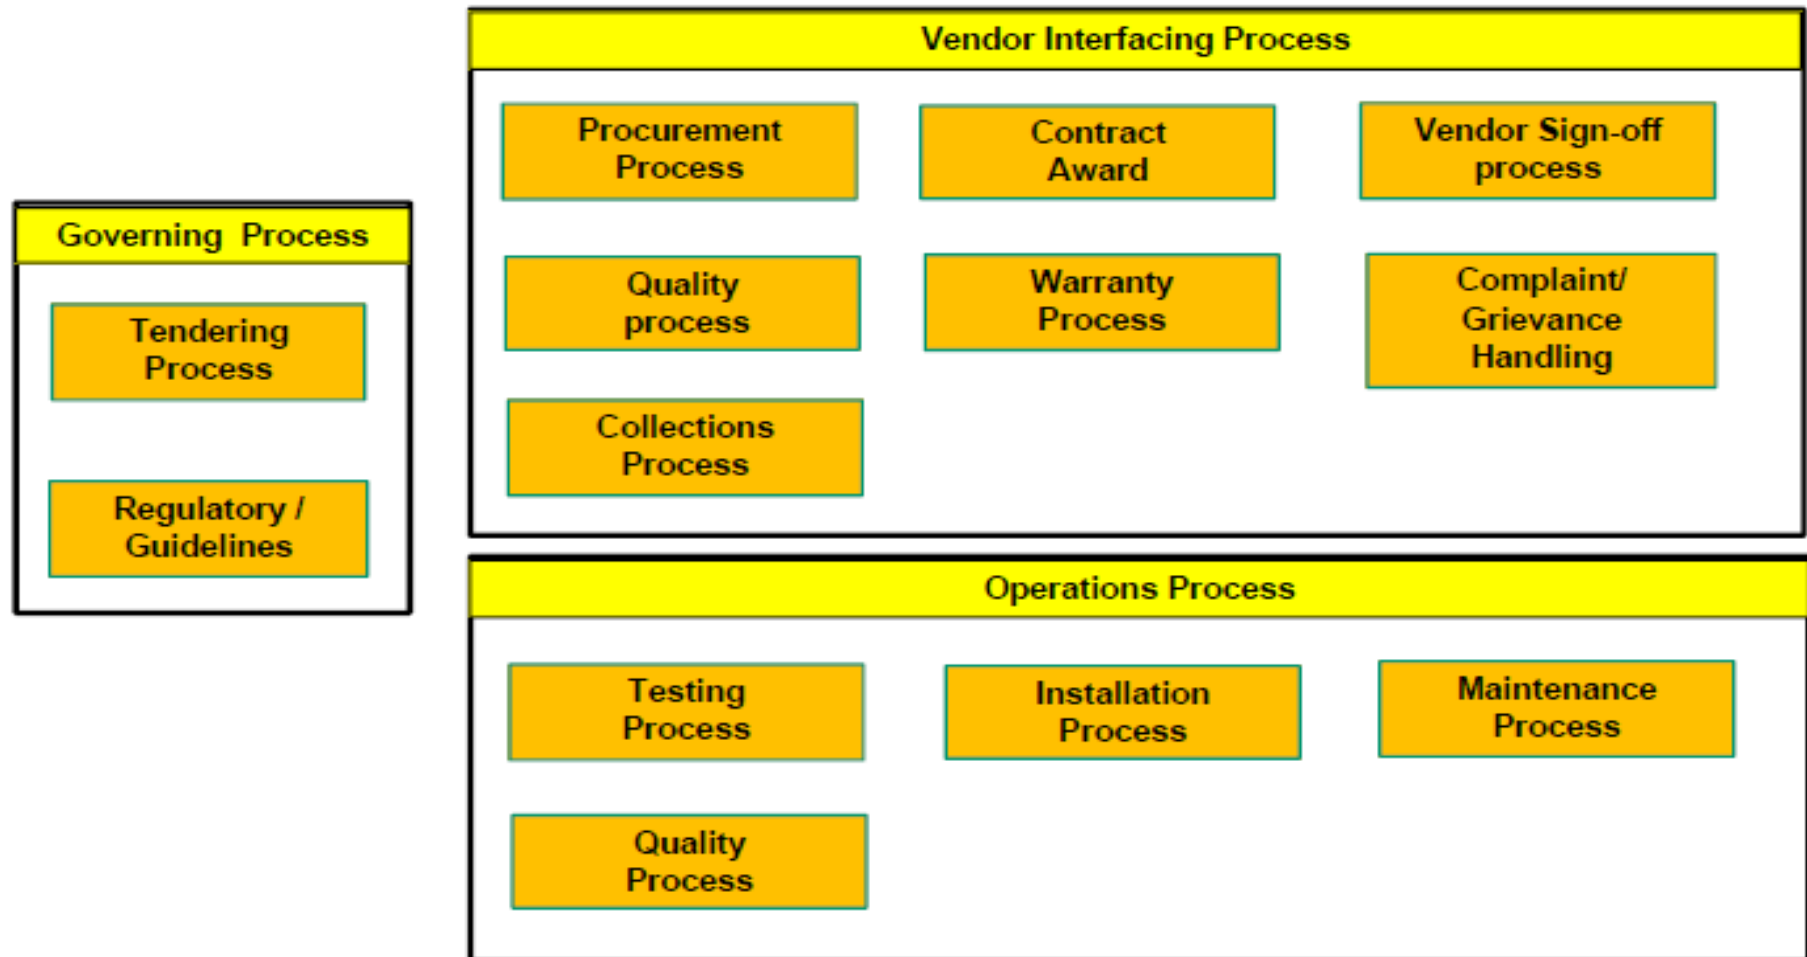 Vendor Interfacing Process
Procurement
Process
Contract
Award
Vendor Sign-off
process
Quality
process
Warranty
Process
Complaint/
Grievance
Handling
Collections
Process
Governing Process
Tendering
Process
Regulatory /
Guidelines
Operations Process
Testing
Process
Installation
Process
Maintenance
Process
Quality
Process